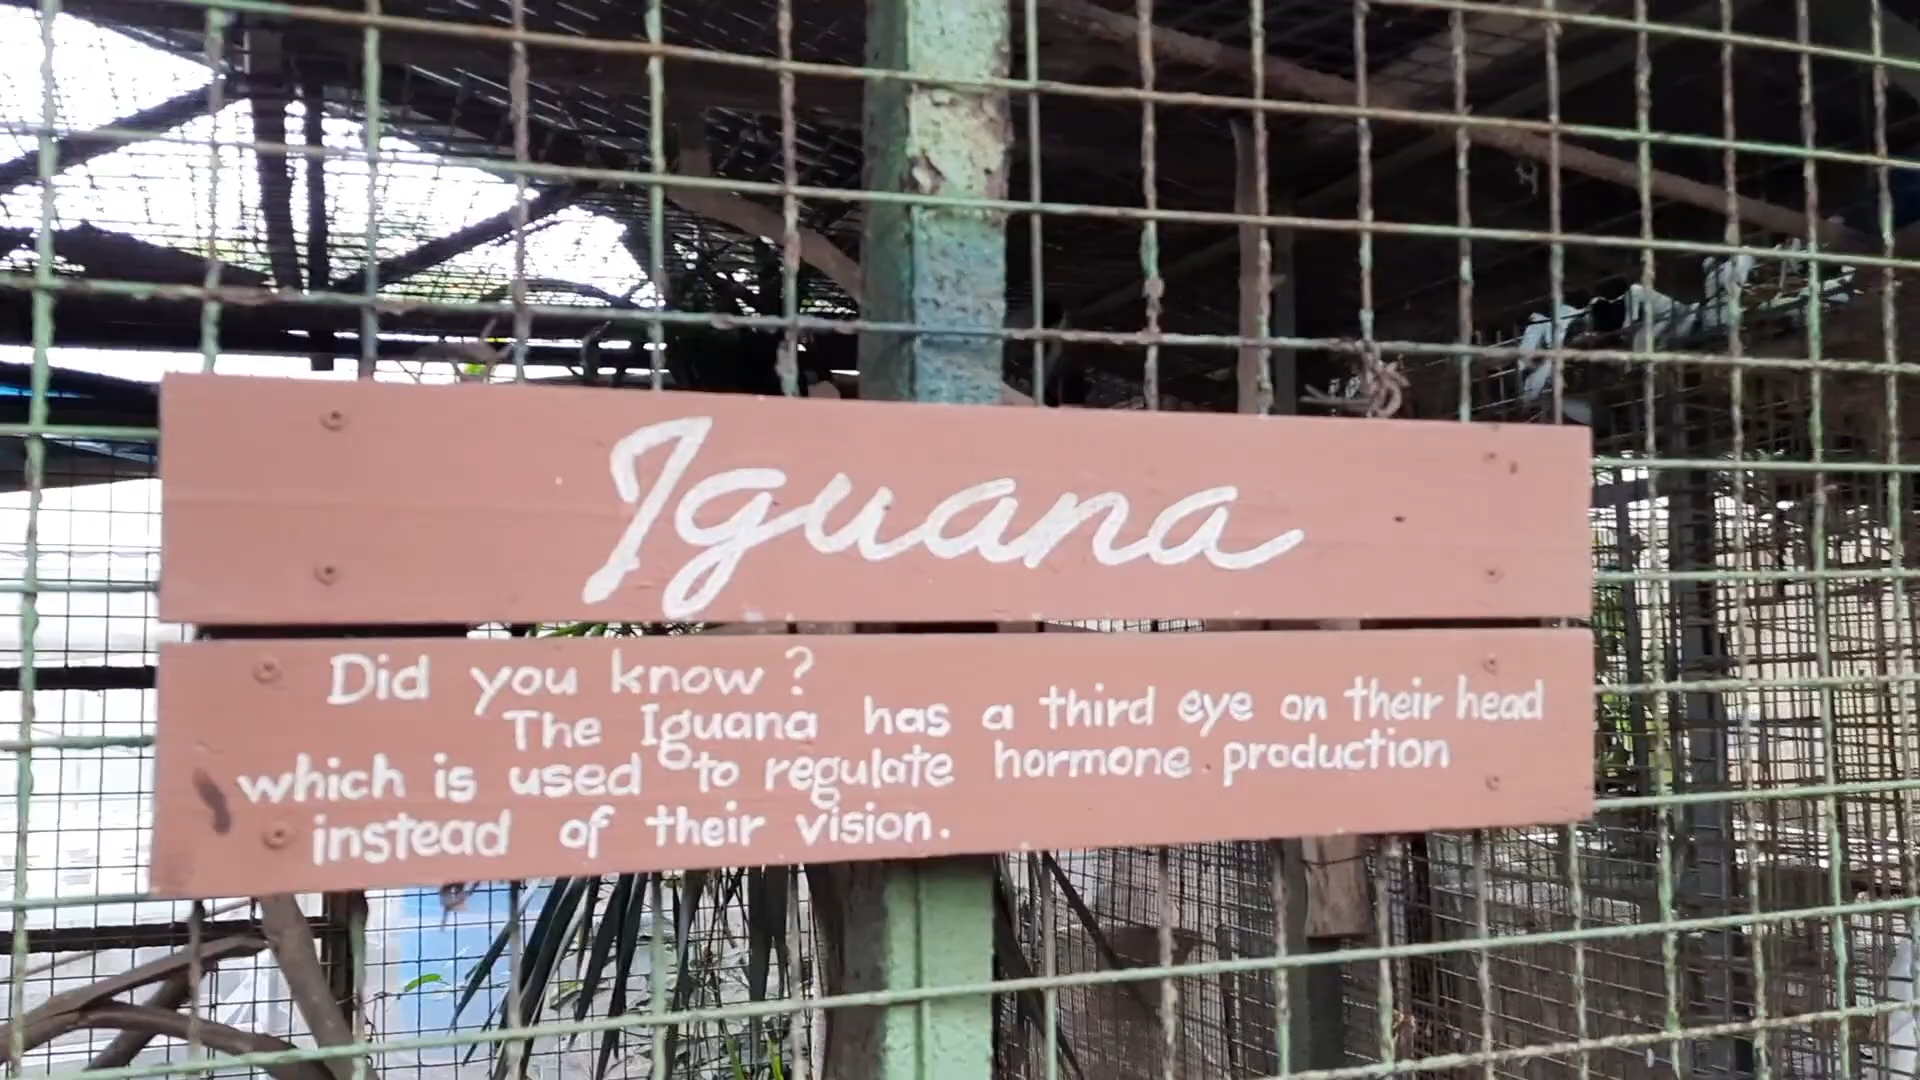 Iguana
Did you know?
The Iguana has a third eye on their head
which is used to regulate hormone production
instead of their vision.